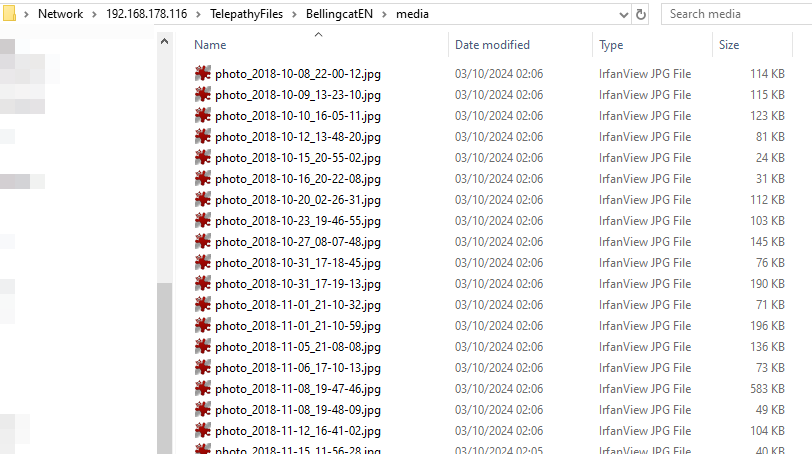 Network > 192.168.178.116 > TelepathyFiles > BellingcatEN > media Search media
Name Date modified Type Size
photo_2018-10-08_22-00-12.jpg 03/10/2024 02:06 IrfanView JPG File 114 KB
photo_2018-10-09_13-23-10.jpg 03/10/2024 02:06 IrfanView JPG File 115 KB
photo_2018-10-10_16-05-11.jpg 03/10/2024 02:06 IrfanView JPG File 123 KB
photo_2018-10-12_13-48-20.jpg 03/10/2024 02:06 IrfanView JPG File 81 KB
photo_2018-10-15_20-55-02.jpg 03/10/2024 02:06 IrfanView JPG File 24 KB
photo_2018-10-16_20-22-08.jpg 03/10/2024 02:06 IrfanView JPG File 31 KB
photo_2018-10-20_02-26-31.jpg 03/10/2024 02:06 IrfanView JPG File 112 KB
photo_2018-10-23_19-46-55.jpg 03/10/2024 02:06 IrfanView JPG File 103 KB
photo_2018-10-27_08-07-48.jpg 03/10/2024 02:06 IrfanView JPG File 145 KB
photo_2018-10-31_17-18-45.jpg 03/10/2024 02:06 IrfanView JPG File 76 KB
photo_2018-10-31_17-19-13.jpg 03/10/2024 02:06 IrfanView JPG File 190 KB
photo_2018-11-01_21-10-32.jpg 03/10/2024 02:06 IrfanView JPG File 71 KB
photo_2018-11-01_21-10-59.jpg 03/10/2024 02:06 IrfanView JPG File 196 KB
photo_2018-11-05_21-08-08.jpg 03/10/2024 02:06 IrfanView JPG File 136 KB
photo_2018-11-06_17-10-13.jpg 03/10/2024 02:06 IrfanView JPG File 73 KB
photo_2018-11-08_19-47-46.jpg 03/10/2024 02:06 IrfanView JPG File 583 KB
photo_2018-11-08_19-48-09.jpg 03/10/2024 02:06 IrfanView JPG File 49 KB
photo_2018-11-12_16-41-02.jpg 03/10/2024 02:06 IrfanView JPG File 104 KB
photo_2018-11-15_11-56-28.jpg 03/10/2024 02:05 IrfanView JPG File 40 KB